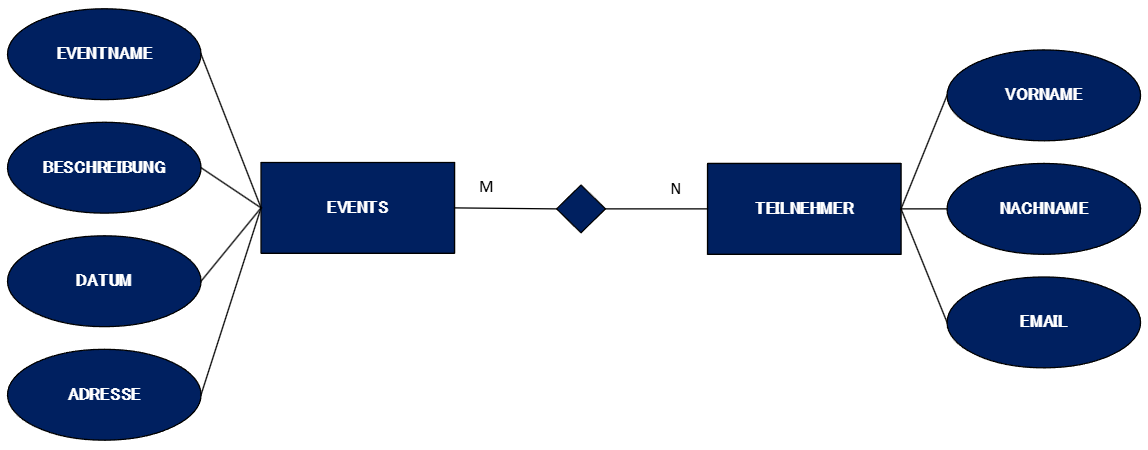 EVENTNAME
BESCHREIBUNG
DATUM
ADRESSE
EVENTS
M
N
TEILNEHMER
VORNAME
NACHNAME
EMAIL